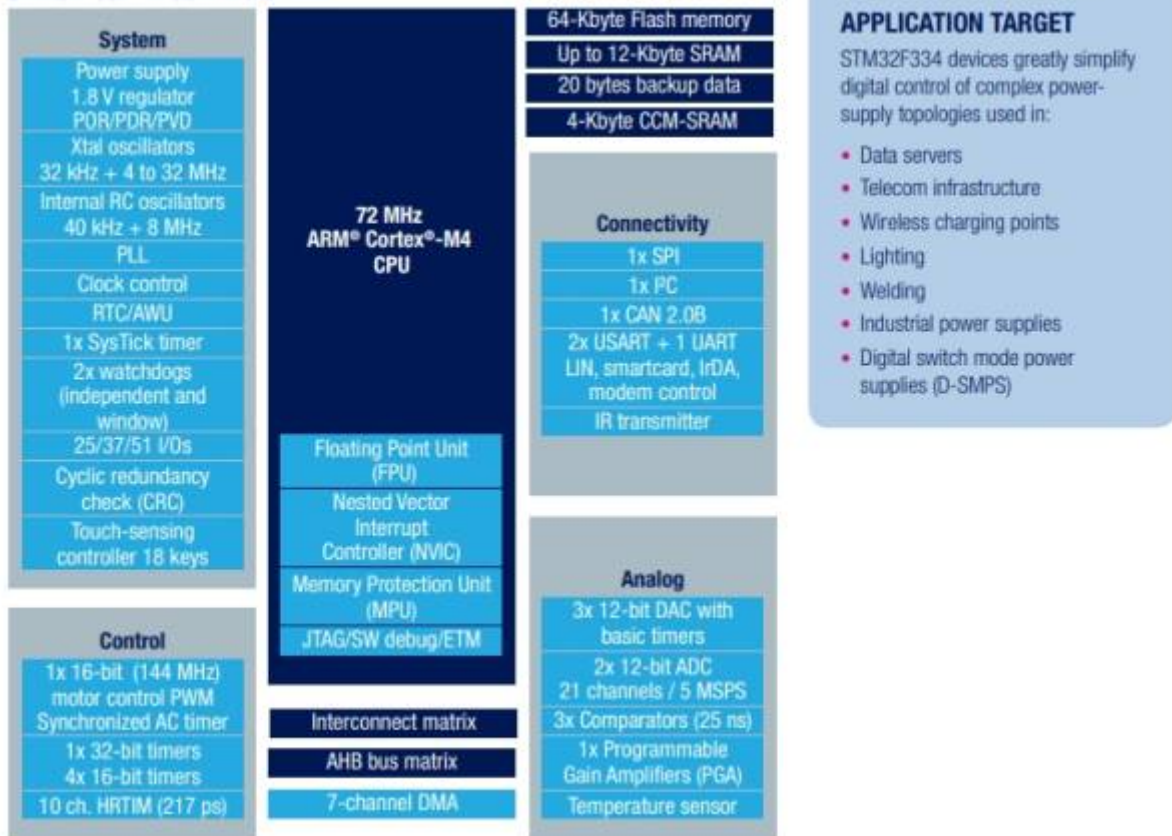 System
Power supply
1.8 V regulator
POR/PDR/PVD
Xtal oscillators
32 kHz + 4 to 32 MHz
Internal RC oscillators
40 kHz + 8 MHz
PLL
Clock control
RTC/AWU
1x SysTick timer
2x watchdogs
(independent and
window)
25/37/51 I/Os
Cyclic redundancy
check (CRC)
Touch-sensing
controller 18 keys
Control
1x 16-bit (144 MHz)
motor control PWM
Synchronized AC timer
1x 32-bit timers
4x 16-bit timers
10 ch. HRTIM (217 ps)
72 MHz
ARM® Cortex®-M4
CPU
Floating Point Unit
(FPU)
Nested Vector
Interrupt
Controller (NVIC)
Memory Protection Unit
(MPU)
JTAG/SW debug/ETM
Interconnect matrix
AHB bus matrix
7-channel DMA
64-Kbyte Flash memory
Up to 12-Kbyte SRAM
20 bytes backup data
4-Kbyte CCM-SRAM
Connectivity
1x SPI
1x I²C
1x CAN 2.0B
2x USART + 1 UART
LIN, smartcard, IrDA,
modem control
IR transmitter
Analog
3x 12-bit DAC with
basic timers
2x 12-bit ADC
21 channels / 5 MSPS
3x Comparators (25 ns)
1x Programmable
Gain Amplifiers (PGA)
Temperature sensor
APPLICATION TARGET
STM32F334 devices greatly simplify
digital control of complex power-
supply topologies used in:
• Data servers
• Telecom infrastructure
• Wireless charging points
• Lighting
• Welding
• Industrial power supplies
• Digital switch mode power
supplies (D-SMPS)